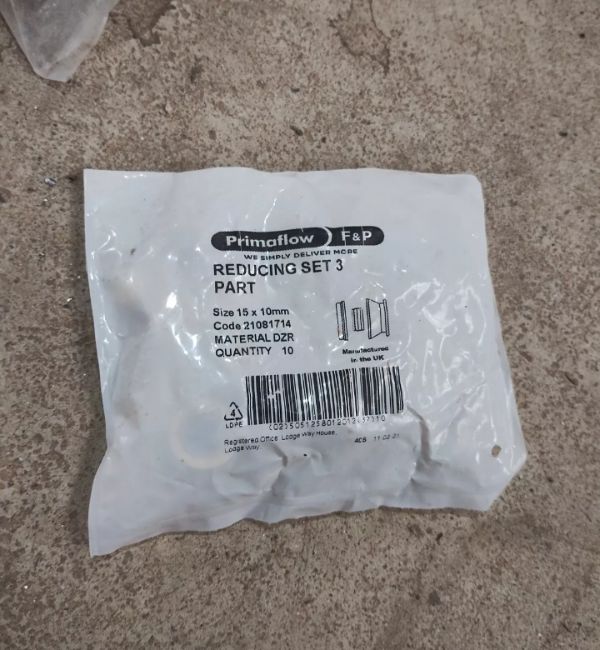 Primaflow F&P
WE SIMPLY DELIVER MORE
REDUCING SET 3
PART
Size 15 x 10mm
Code 21081714
MATERIAL DZR
QUANTITY 10
Manufactured
in the UK
4
LDPE
Registered Office Lodge Way House,
Lodge Way,